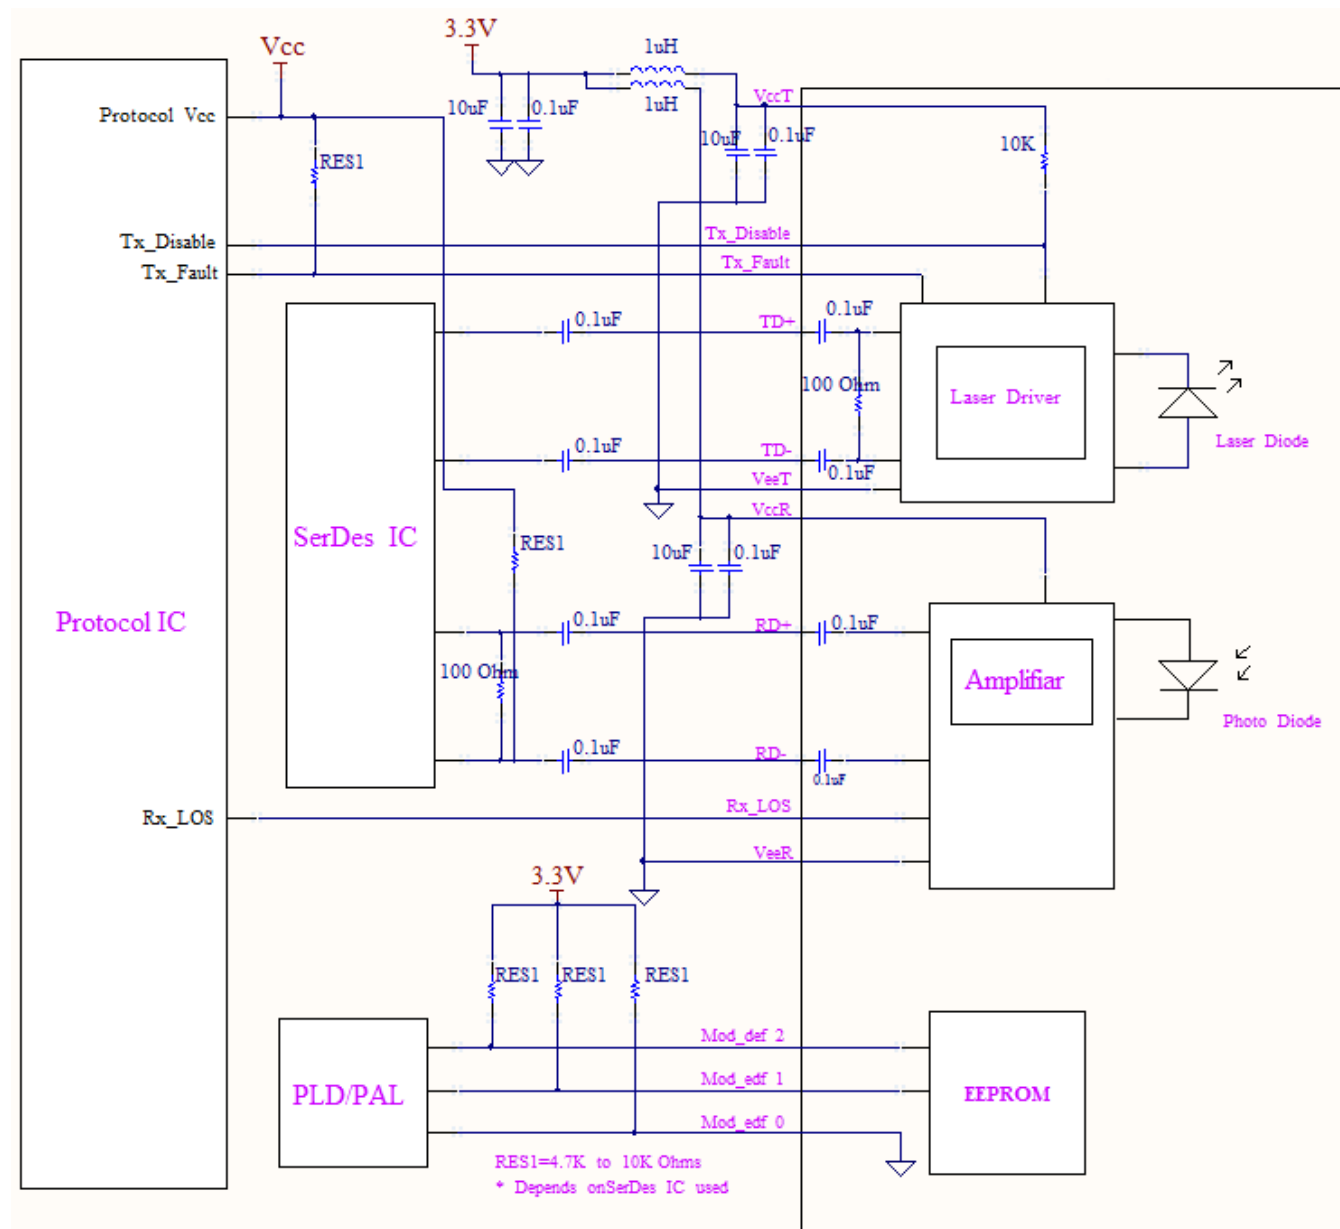 3.3V
Vcc
1uH
1uH
VccT
Protocol Vcc
10uF
0.1uF
10uF
0.1uF
10K
RES1
Tx_Disable
Tx_Disable
Tx_Fault
Tx_Fault
0.1uF
TD+
0.1uF
100 Ohm
Laser Driver
Laser Diode
0.1uF
TD-
0.1uF
VeeT
VccR
SerDes IC
RES1
10uF
0.1uF
Protocol IC
0.1uF
RD+
0.1uF
100 Ohm
Amplifiar
Photo Diode
0.1uF
RD-
0.1uF
Rx_LOS
Rx_LOS
VeeR
3.3V
RES1
RES1
RES1
Mod_def 2
PLD/PAL
Mod_edf 1
EEPROM
Mod_edf 0
RES1=4.7K to 10K Ohms
* Depends onSerDes IC used